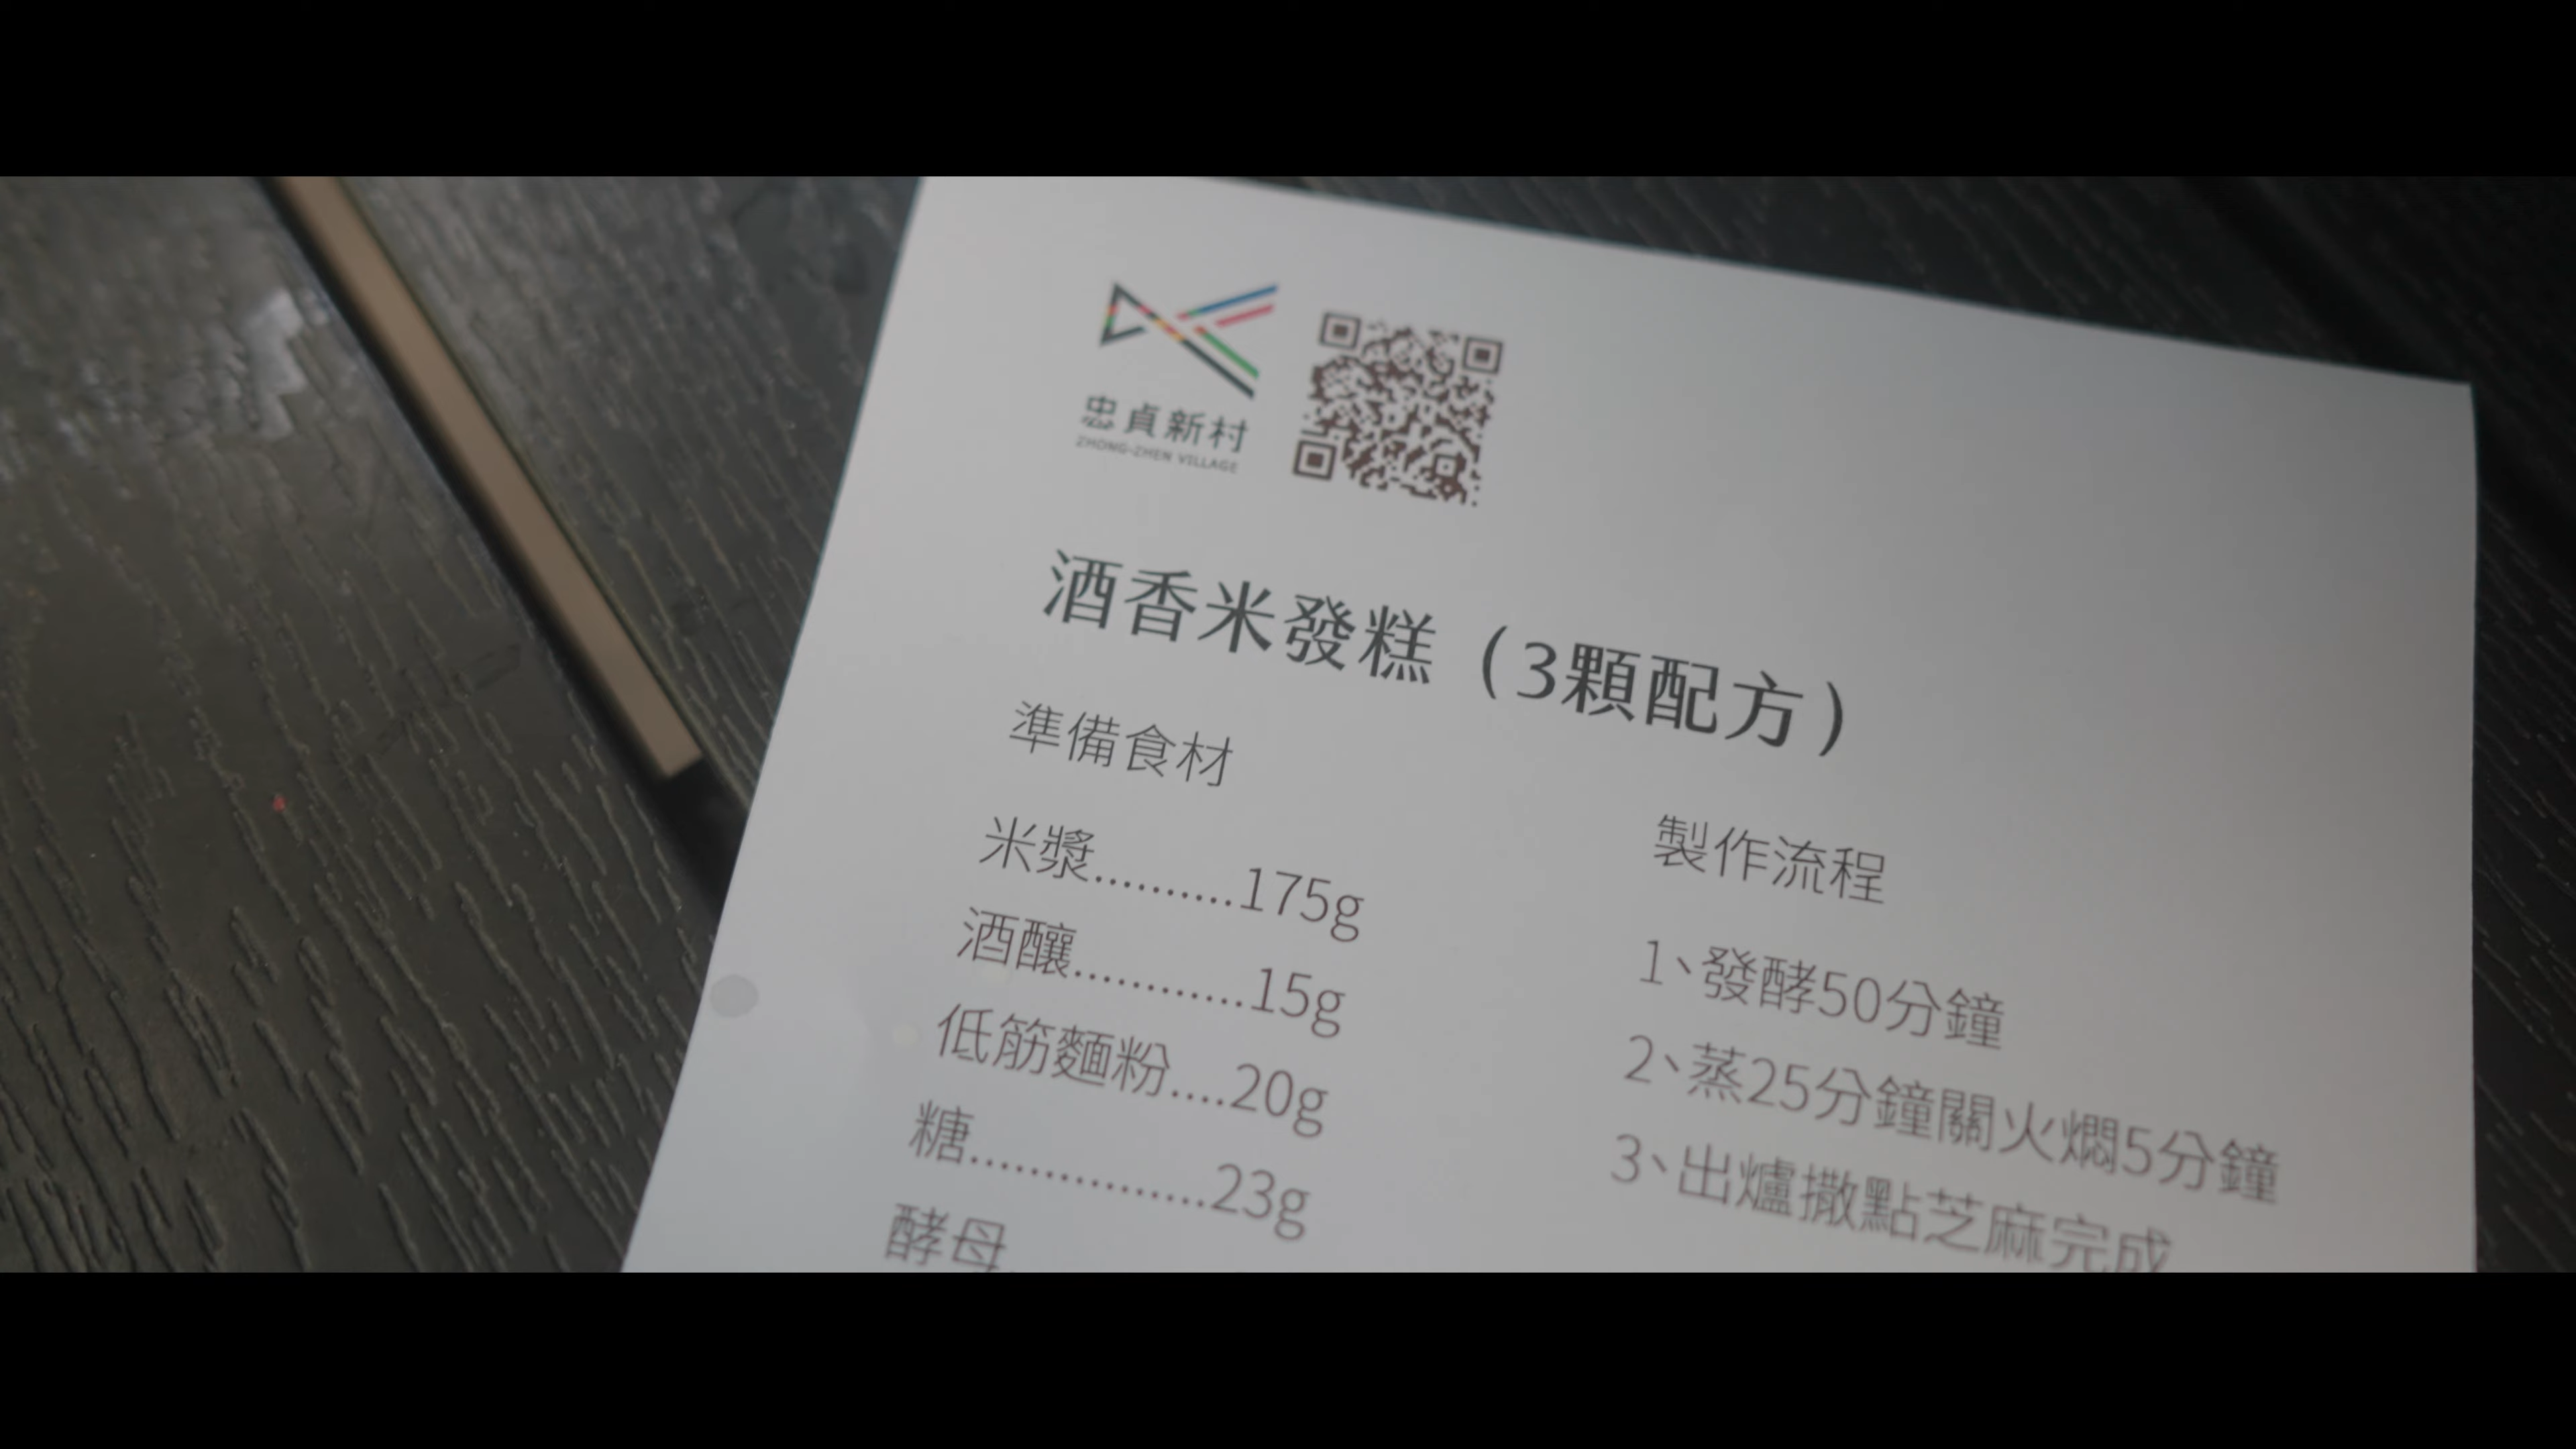 忠貞新村
ZHONG-ZHEN VILLAGE
酒香米發糕（3顆配方）
準備食材
米漿..........175g
酒釀............15g
低筋麵粉....20g
糖...............23g
酵母
製作流程
1、發酵50分鐘
2、蒸25分鐘關火燜5分鐘
3、出爐撒點芝麻完成